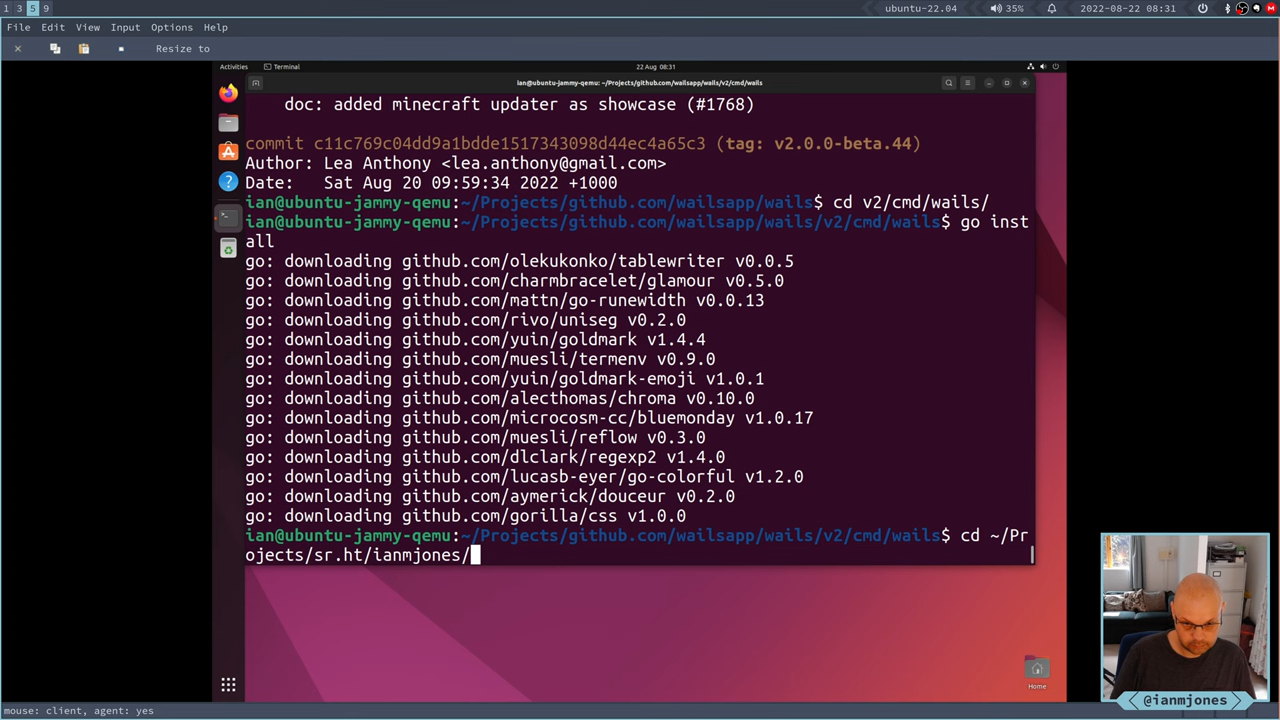 1 3 5 9
ubuntu-22.04 35% 2022-08-22 08:31
File Edit View Input Options Help
Resize to
Activities Terminal 22 Aug 08:31
ian@ubuntu-jammy-qemu: ~/Projects/github.com/wailsapp/wails/v2/cmd/wails
doc: added minecraft updater as showcase (#1768)
commit c11c769c04dd9a1bdde1517343098d44ec4a65c3 (tag: v2.0.0-beta.44)
Author: Lea Anthony <lea.anthony@gmail.com>
Date: Sat Aug 20 09:59:34 2022 +1000
ian@ubuntu-jammy-qemu:~/Projects/github.com/wailsapp/wails$ cd v2/cmd/wails/
ian@ubuntu-jammy-qemu:~/Projects/github.com/wailsapp/wails/v2/cmd/wails$ go inst
all
go: downloading github.com/olekukonko/tablewriter v0.0.5
go: downloading github.com/charmbracelet/glamour v0.5.0
go: downloading github.com/mattn/go-runewidth v0.0.13
go: downloading github.com/rivo/uniseg v0.2.0
go: downloading github.com/yuin/goldmark v1.4.4
go: downloading github.com/muesli/termenv v0.9.0
go: downloading github.com/yuin/goldmark-emoji v1.0.1
go: downloading github.com/alecthomas/chroma v0.10.0
go: downloading github.com/microcosm-cc/bluemonday v1.0.17
go: downloading github.com/muesli/reflow v0.3.0
go: downloading github.com/dlclark/regexp2 v1.4.0
go: downloading github.com/lucasb-eyer/go-colorful v1.2.0
go: downloading github.com/aymerick/douceur v0.2.0
go: downloading github.com/gorilla/css v1.0.0
ian@ubuntu-jammy-qemu:~/Projects/github.com/wailsapp/wails/v2/cmd/wails$ cd ~/Pr
ojects/sr.ht/ianmjones/
Home
@ianmjones
mouse: client, agent: yes